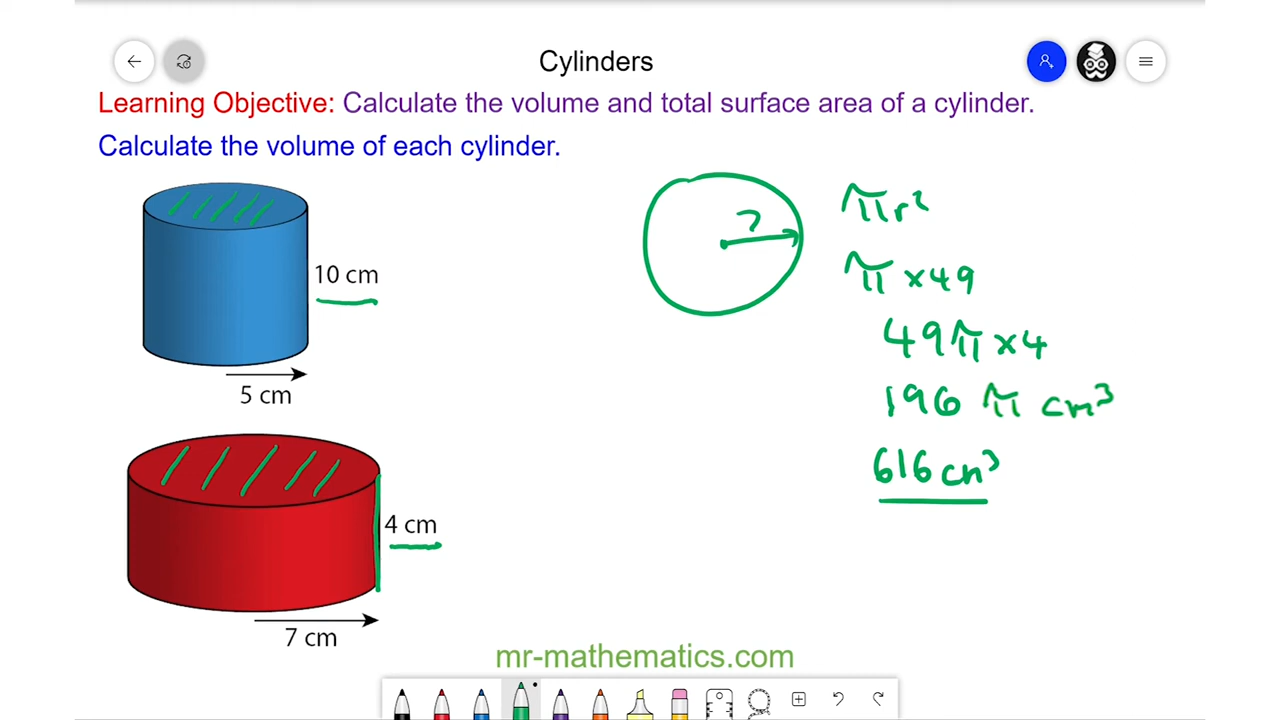 Cylinders
Learning Objective: Calculate the volume and total surface area of a cylinder.
Calculate the volume of each cylinder.
10 cm
5 cm
4 cm
7 cm
7
πr²
π×49
49π×4
196 π cm³
616 cm³
mr-mathematics.com